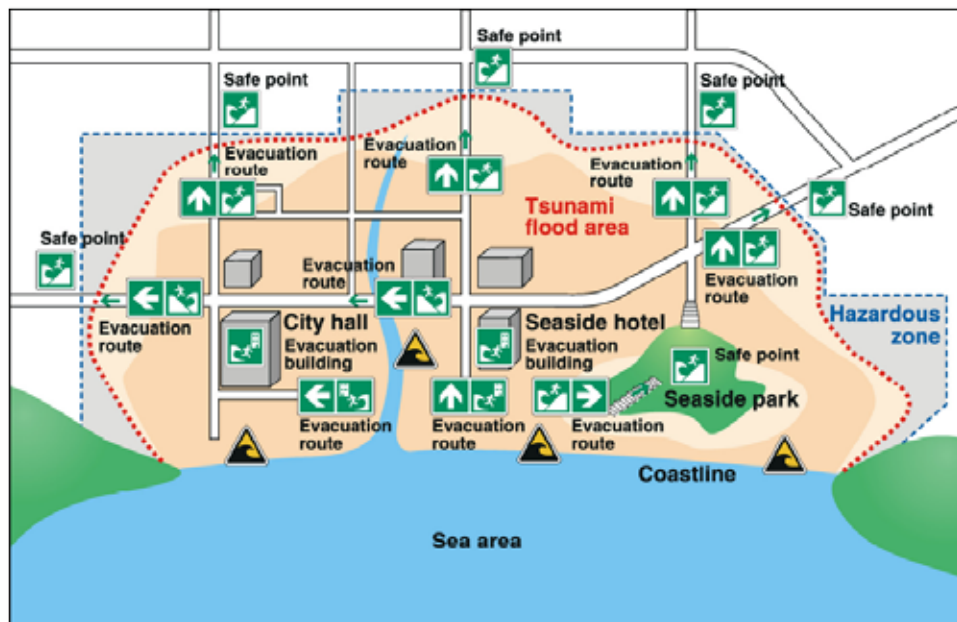 Safe point
Safe point
Safe point
Evacuation
route
Evacuation
route
Evacuation
route
Tsunami
flood area
Safe point
Safe point
Evacuation
route
Evacuation
route
Evacuation
route
Hazardous
zone
City hall
Evacuation
building
Seaside hotel
Evacuation
building
Safe point
Seaside park
Evacuation
route
Evacuation
route
Evacuation
route
Coastline
Sea area